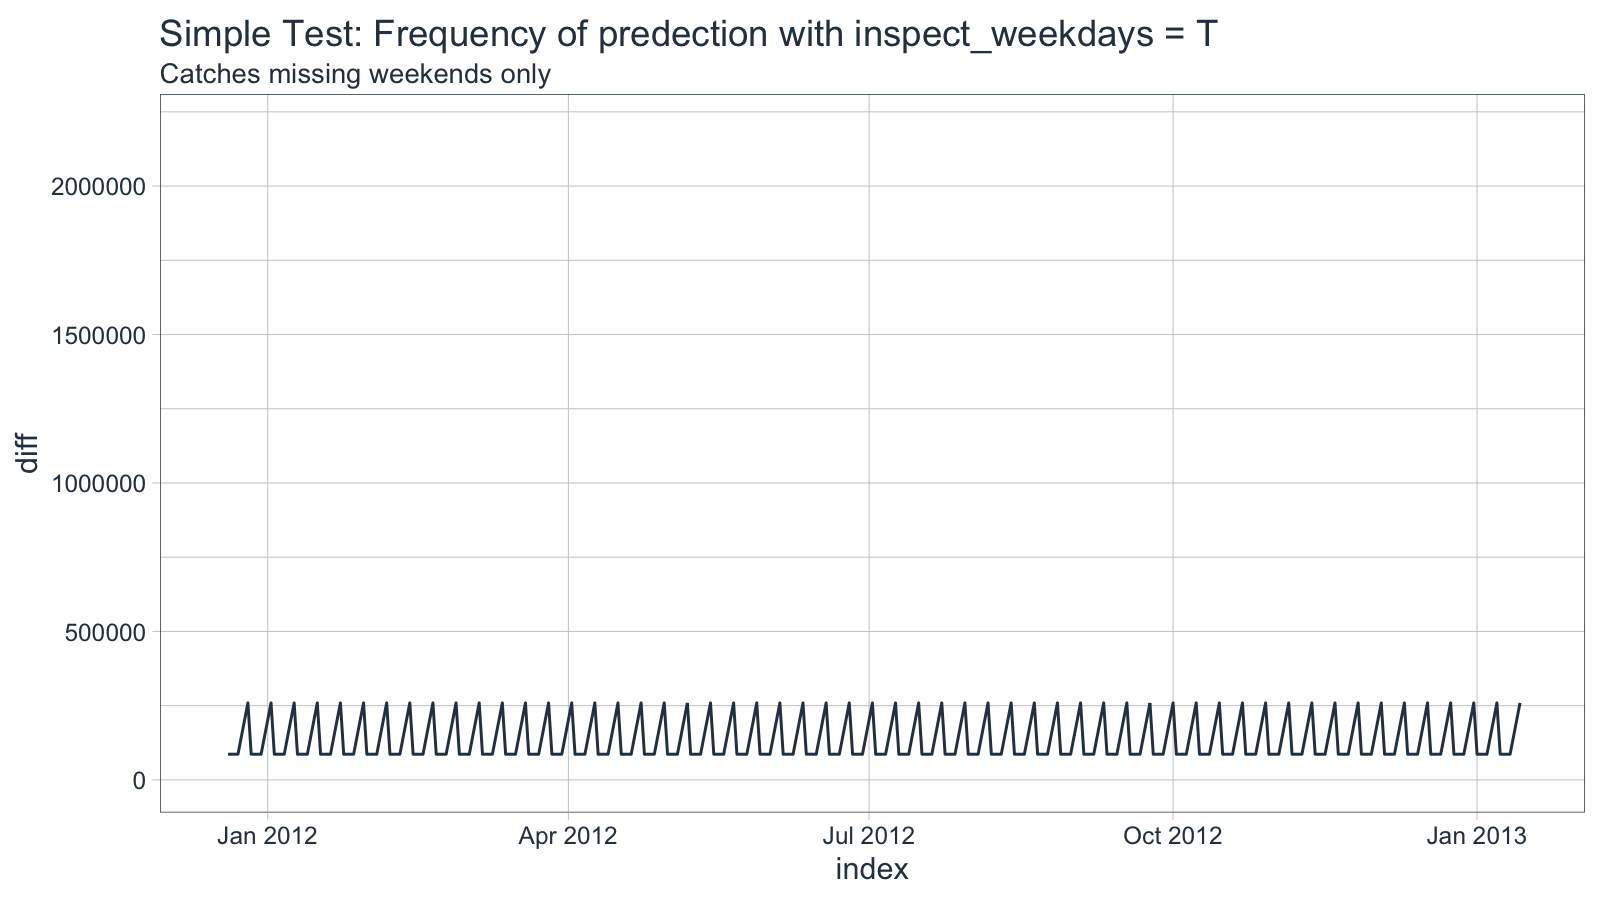 Simple Test: Frequency of predection with inspect_weekdays = T
Catches missing weekends only
2000000
1500000
1000000
500000
0
diff
Jan 2012 Apr 2012 Jul 2012 Oct 2012 Jan 2013
index